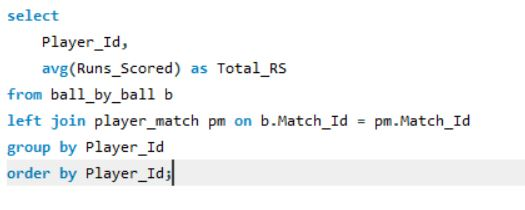 select
Player_Id,
avg(Runs_Scored) as Total_RS
from ball_by_ball b
left join player_match pm on b.Match_Id = pm.Match_Id
group by Player_Id
order by Player_Id;